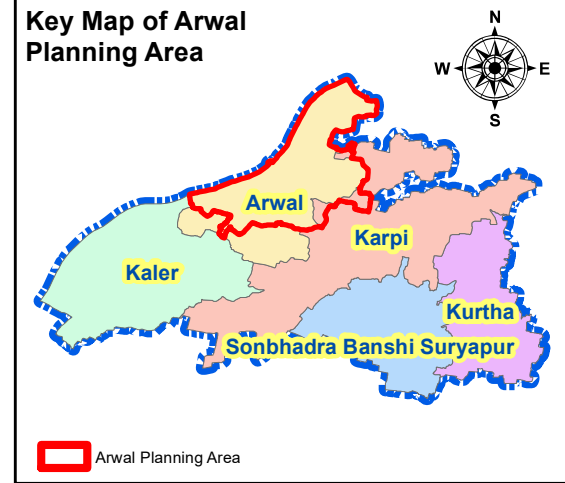 Key Map of Arwal
Planning Area
N
W
E
S
Arwal
Karpi
Kaler
Kurtha
Sonbhadra Banshi Suryapur
Arwal Planning Area